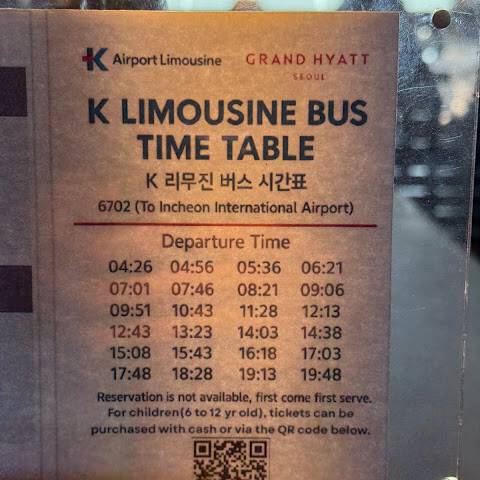 K Airport Limousine GRAND HYATT
SEOUL
K LIMOUSINE BUS
TIME TABLE
K 리무진 버스 시간표
6702 (To Incheon International Airport)
Departure Time
04:26 04:56 05:36 06:21
07:01 07:46 08:21 09:06
09:51 10:43 11:28 12:13
12:43 13:23 14:03 14:38
15:08 15:43 16:18 17:03
17:48 18:28 19:13 19:48
Reservation is not available, first come first serve.
For children(6 to 12 yr old), tickets can be
purchased with cash or via the QR code below.